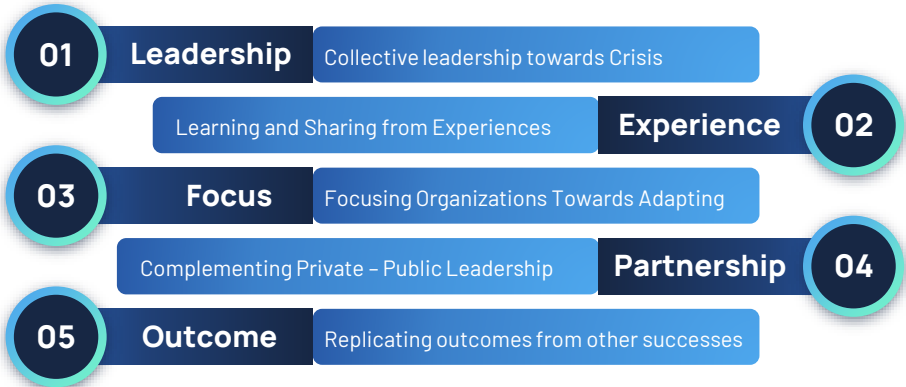 01 Leadership Collective leadership towards Crisis
Learning and Sharing from Experiences Experience 02
03 Focus Focusing Organizations Towards Adapting
Complementing Private – Public Leadership Partnership 04
05 Outcome Replicating outcomes from other successes